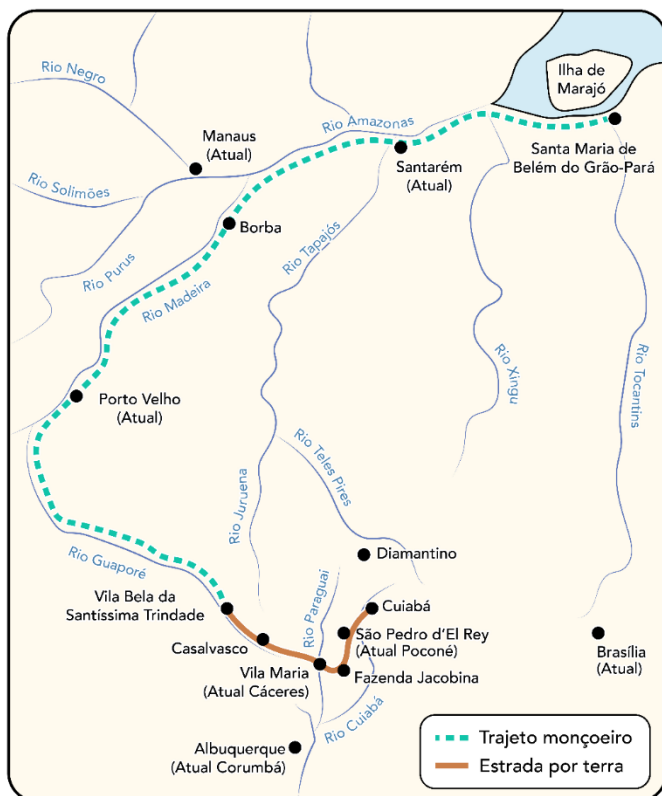 Rio Negro
Ilha de
Marajó
Rio Amazonas
Manaus
(Atual)
Santarém
(Atual)
Santa Maria de
Belém do Grão-Pará
Rio Solimões
Borba
Rio Purus
Rio Tapajós
Rio Madeira
Rio Xingu
Rio Tocantins
Porto Velho
(Atual)
Rio Teles Pires
Rio Juruena
Rio Guaporé
Diamantino
Vila Bela da
Santíssima Trindade
Rio Paraguai
Cuiabá
Casalvasco
São Pedro d'El Rey
(Atual Poconé)
Brasília
(Atual)
Vila Maria
(Atual Cáceres)
Fazenda Jacobina
Rio Cuiabá
Albuquerque
(Atual Corumbá)
Trajeto monçoeiro
Estrada por terra